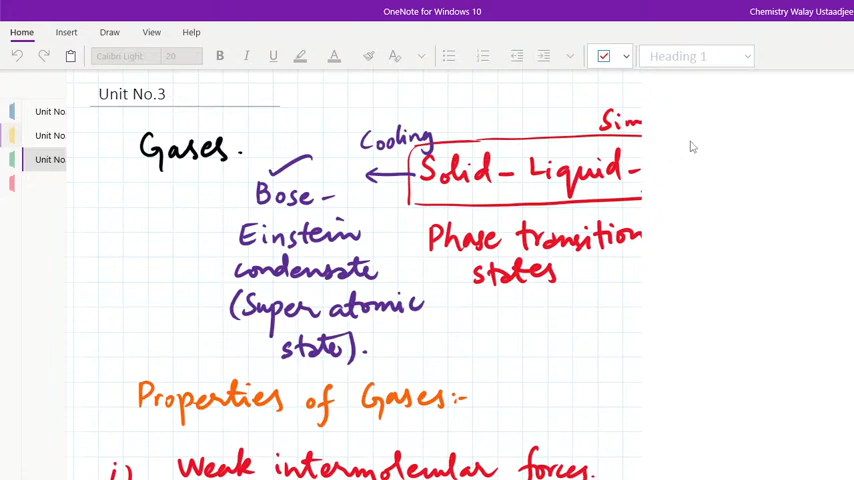 OneNote for Windows 10
Chemistry Walay Ustaadjee
Home Insert Draw View Help
Calibri Light 20 B I U A Heading 1
Unit No.3
Unit No
Unit No
Unit No
Gases.
Cooling
Sim
Solid - Liquid -
Bose -
Einstein
condensate
(Super atomic
state).
Phase transition
states
Properties of Gases:-
i) Weak intermolecular forces.